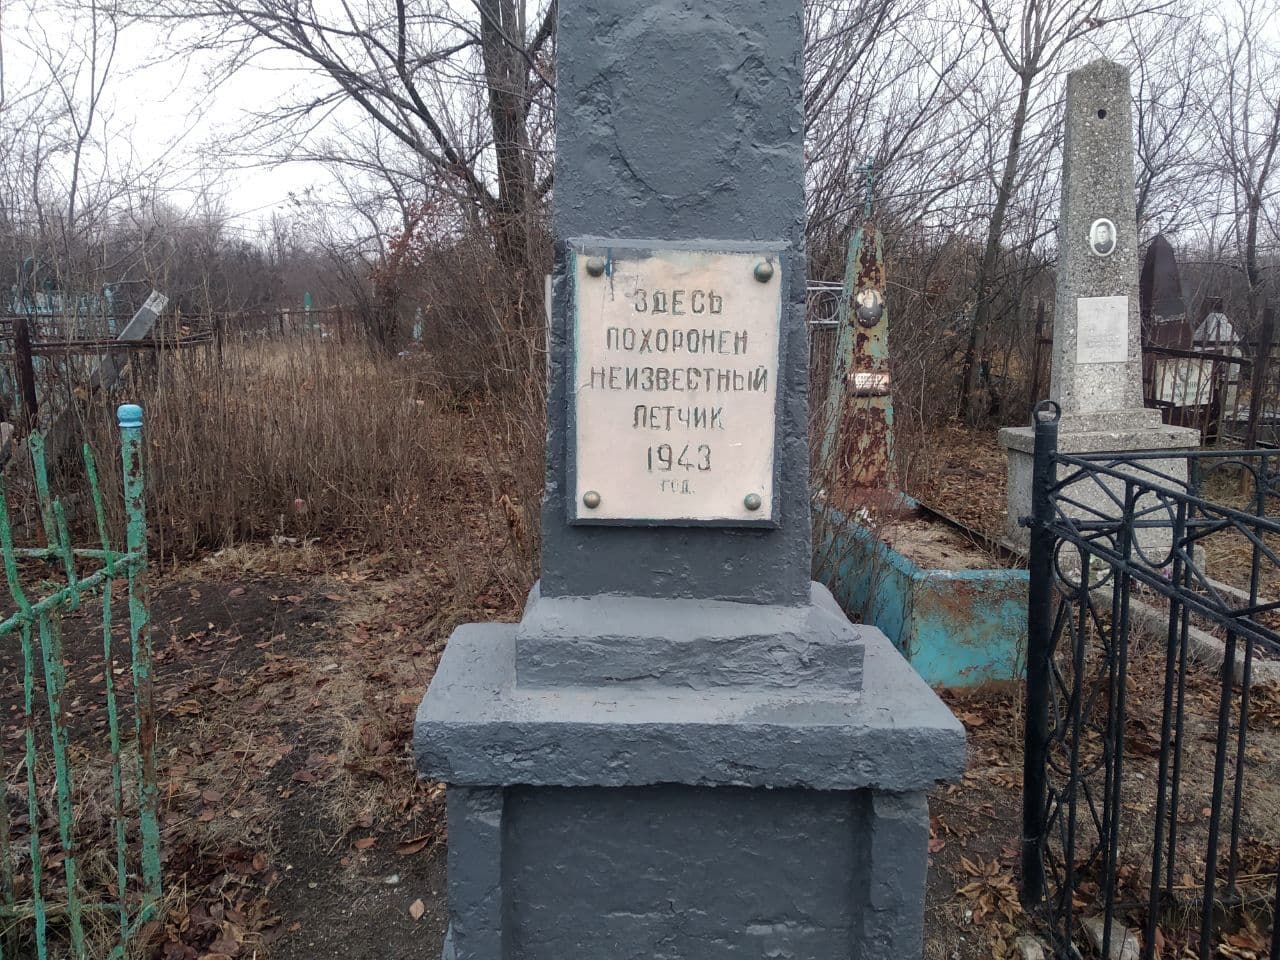 ЗДЕСЬ
ПОХОРОНЕН
НЕИЗВЕСТНЫЙ
ЛЕТЧИК
1943
ГОД.